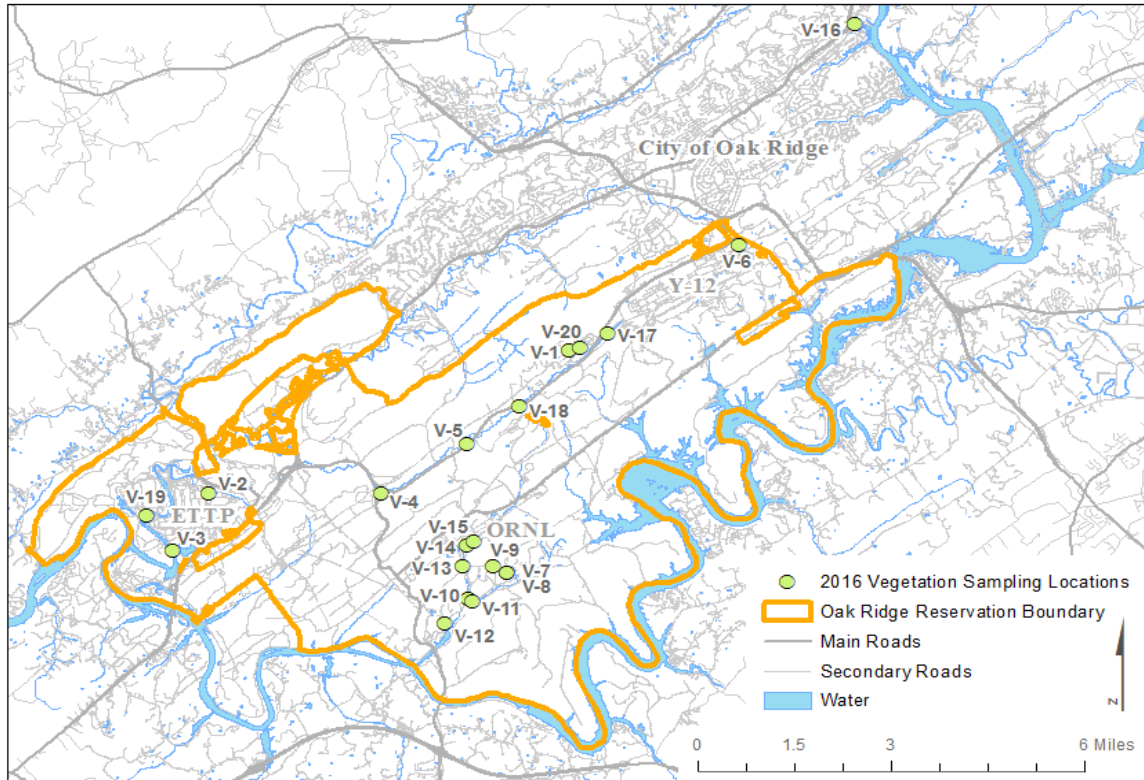 V-16
City of Oak Ridge
V-6
Y-12
V-20
V-17
V-1
V-18
V-5
V-2
V-4
V-19
ETTP
V-3
V-15
ORNL
V-14
V-9
V-13
V-7
V-8
V-10
V-11
V-12
2016 Vegetation Sampling Locations
Oak Ridge Reservation Boundary
Main Roads
Secondary Roads
Water
N
0 1.5 3 6 Miles